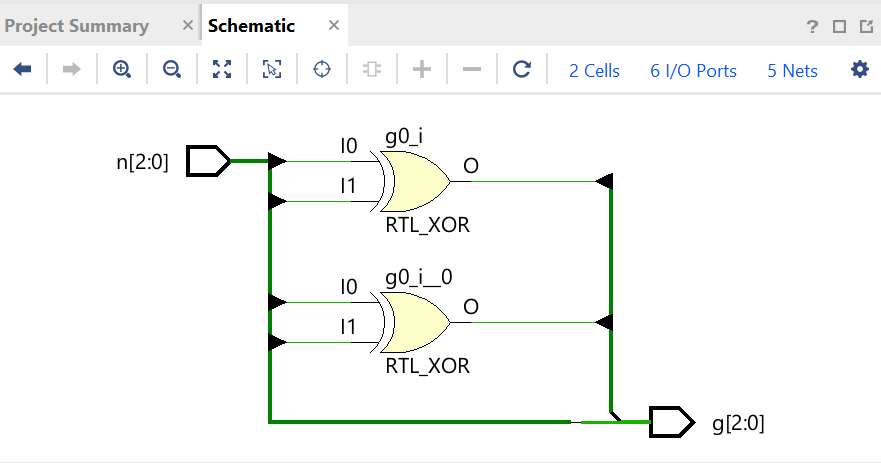 Project Summary × Schematic × ?
2 Cells 6 I/O Ports 5 Nets
g0_i
n[2:0] I0 O
I1
RTL_XOR
g0_i__0
I0 O
I1
RTL_XOR
g[2:0]